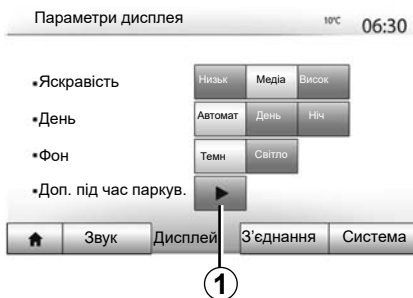 Параметри дисплея 10°C 06:30
▪Яскравість Низьк Медіа Висок
▪День Автомат День Ніч
▪Фон Темн Світло
▪Доп. під час паркув.
Звук Дисплей З’єднання Система
1